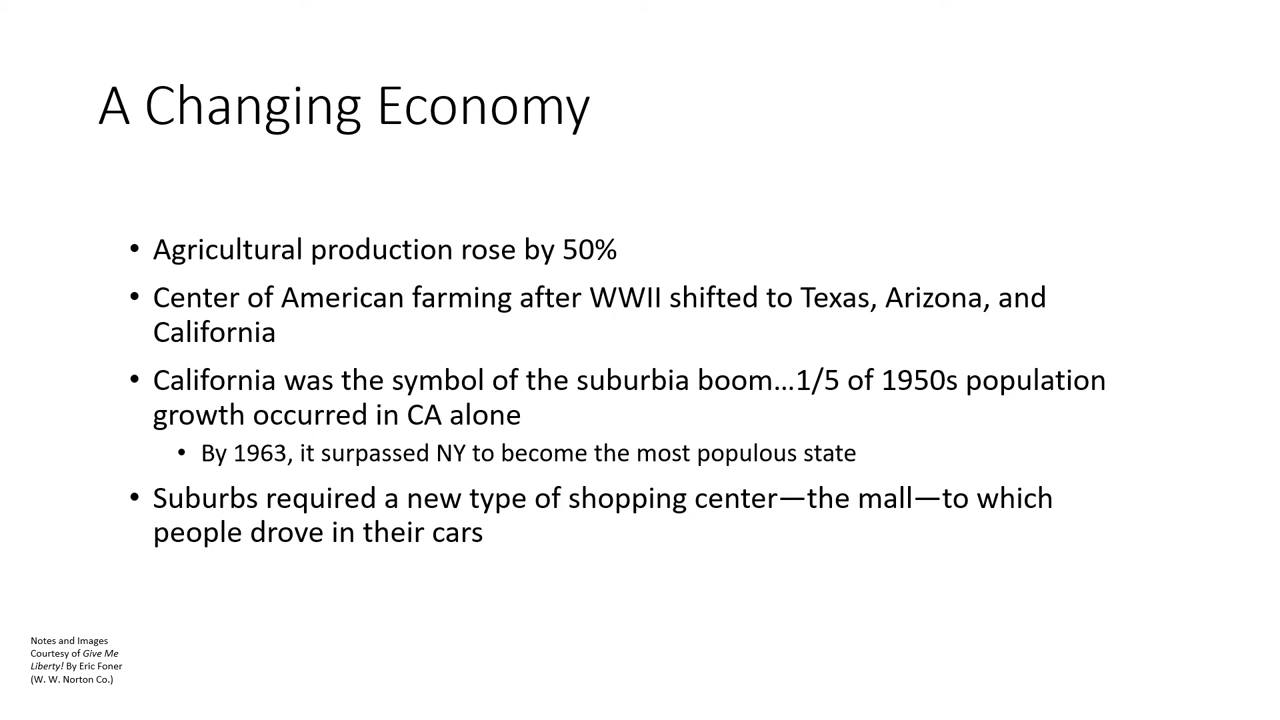 A Changing Economy
• Agricultural production rose by 50%
• Center of American farming after WWII shifted to Texas, Arizona, and
California
• California was the symbol of the suburbia boom...1/5 of 1950s population
growth occurred in CA alone
• By 1963, it surpassed NY to become the most populous state
• Suburbs required a new type of shopping center—the mall—to which
people drove in their cars
Notes and Images
Courtesy of Give Me
Liberty! By Eric Foner
(W. W. Norton Co.)